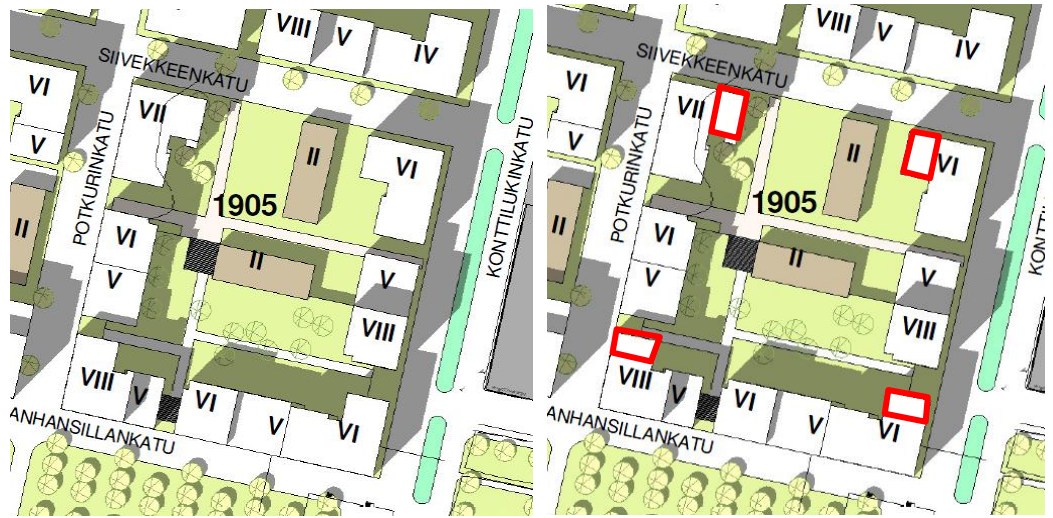 VIII V IV
SIIVEKKEENKATU
VI
VII
V
POTKURINKATU
II
VI
KONTTILUKINKATU
1905
II
VI
II
V
V
VIII
VIII
V
VI
V
VI
ANHANSILLANKATU
VIII V IV
SIIVEKKEENKATU
VI
VII
V
POTKURINKATU
II
VI
KONTTILUKINKATU
1905
II
VI
II
V
V
VIII
VIII
V
VI
V
VI
ANHANSILLANKATU